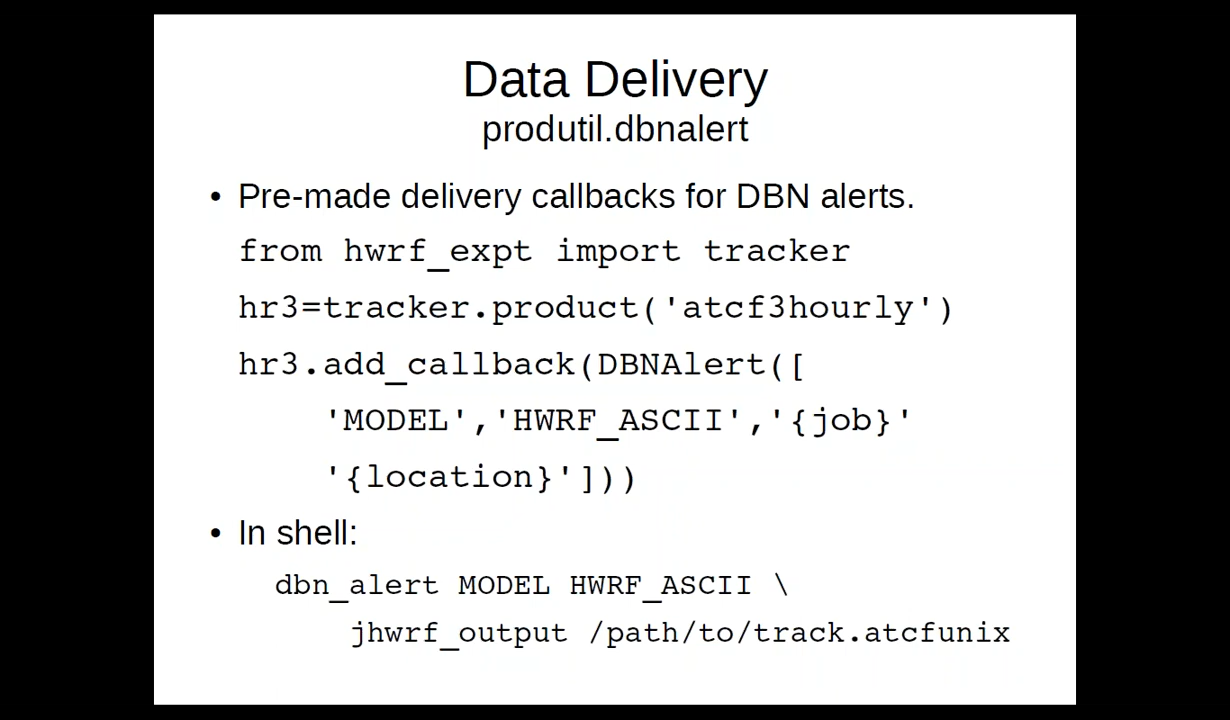 Data Delivery
produtil.dbnalert
• Pre-made delivery callbacks for DBN alerts.
from hwrf_expt import tracker
hr3=tracker.product('atcf3hourly')
hr3.add_callback(DBNAlert([
'MODEL','HWRF_ASCII','{job}'
'{location}']))
• In shell:
dbn_alert MODEL HWRF_ASCII \
jhwrf_output /path/to/track.atcfunix